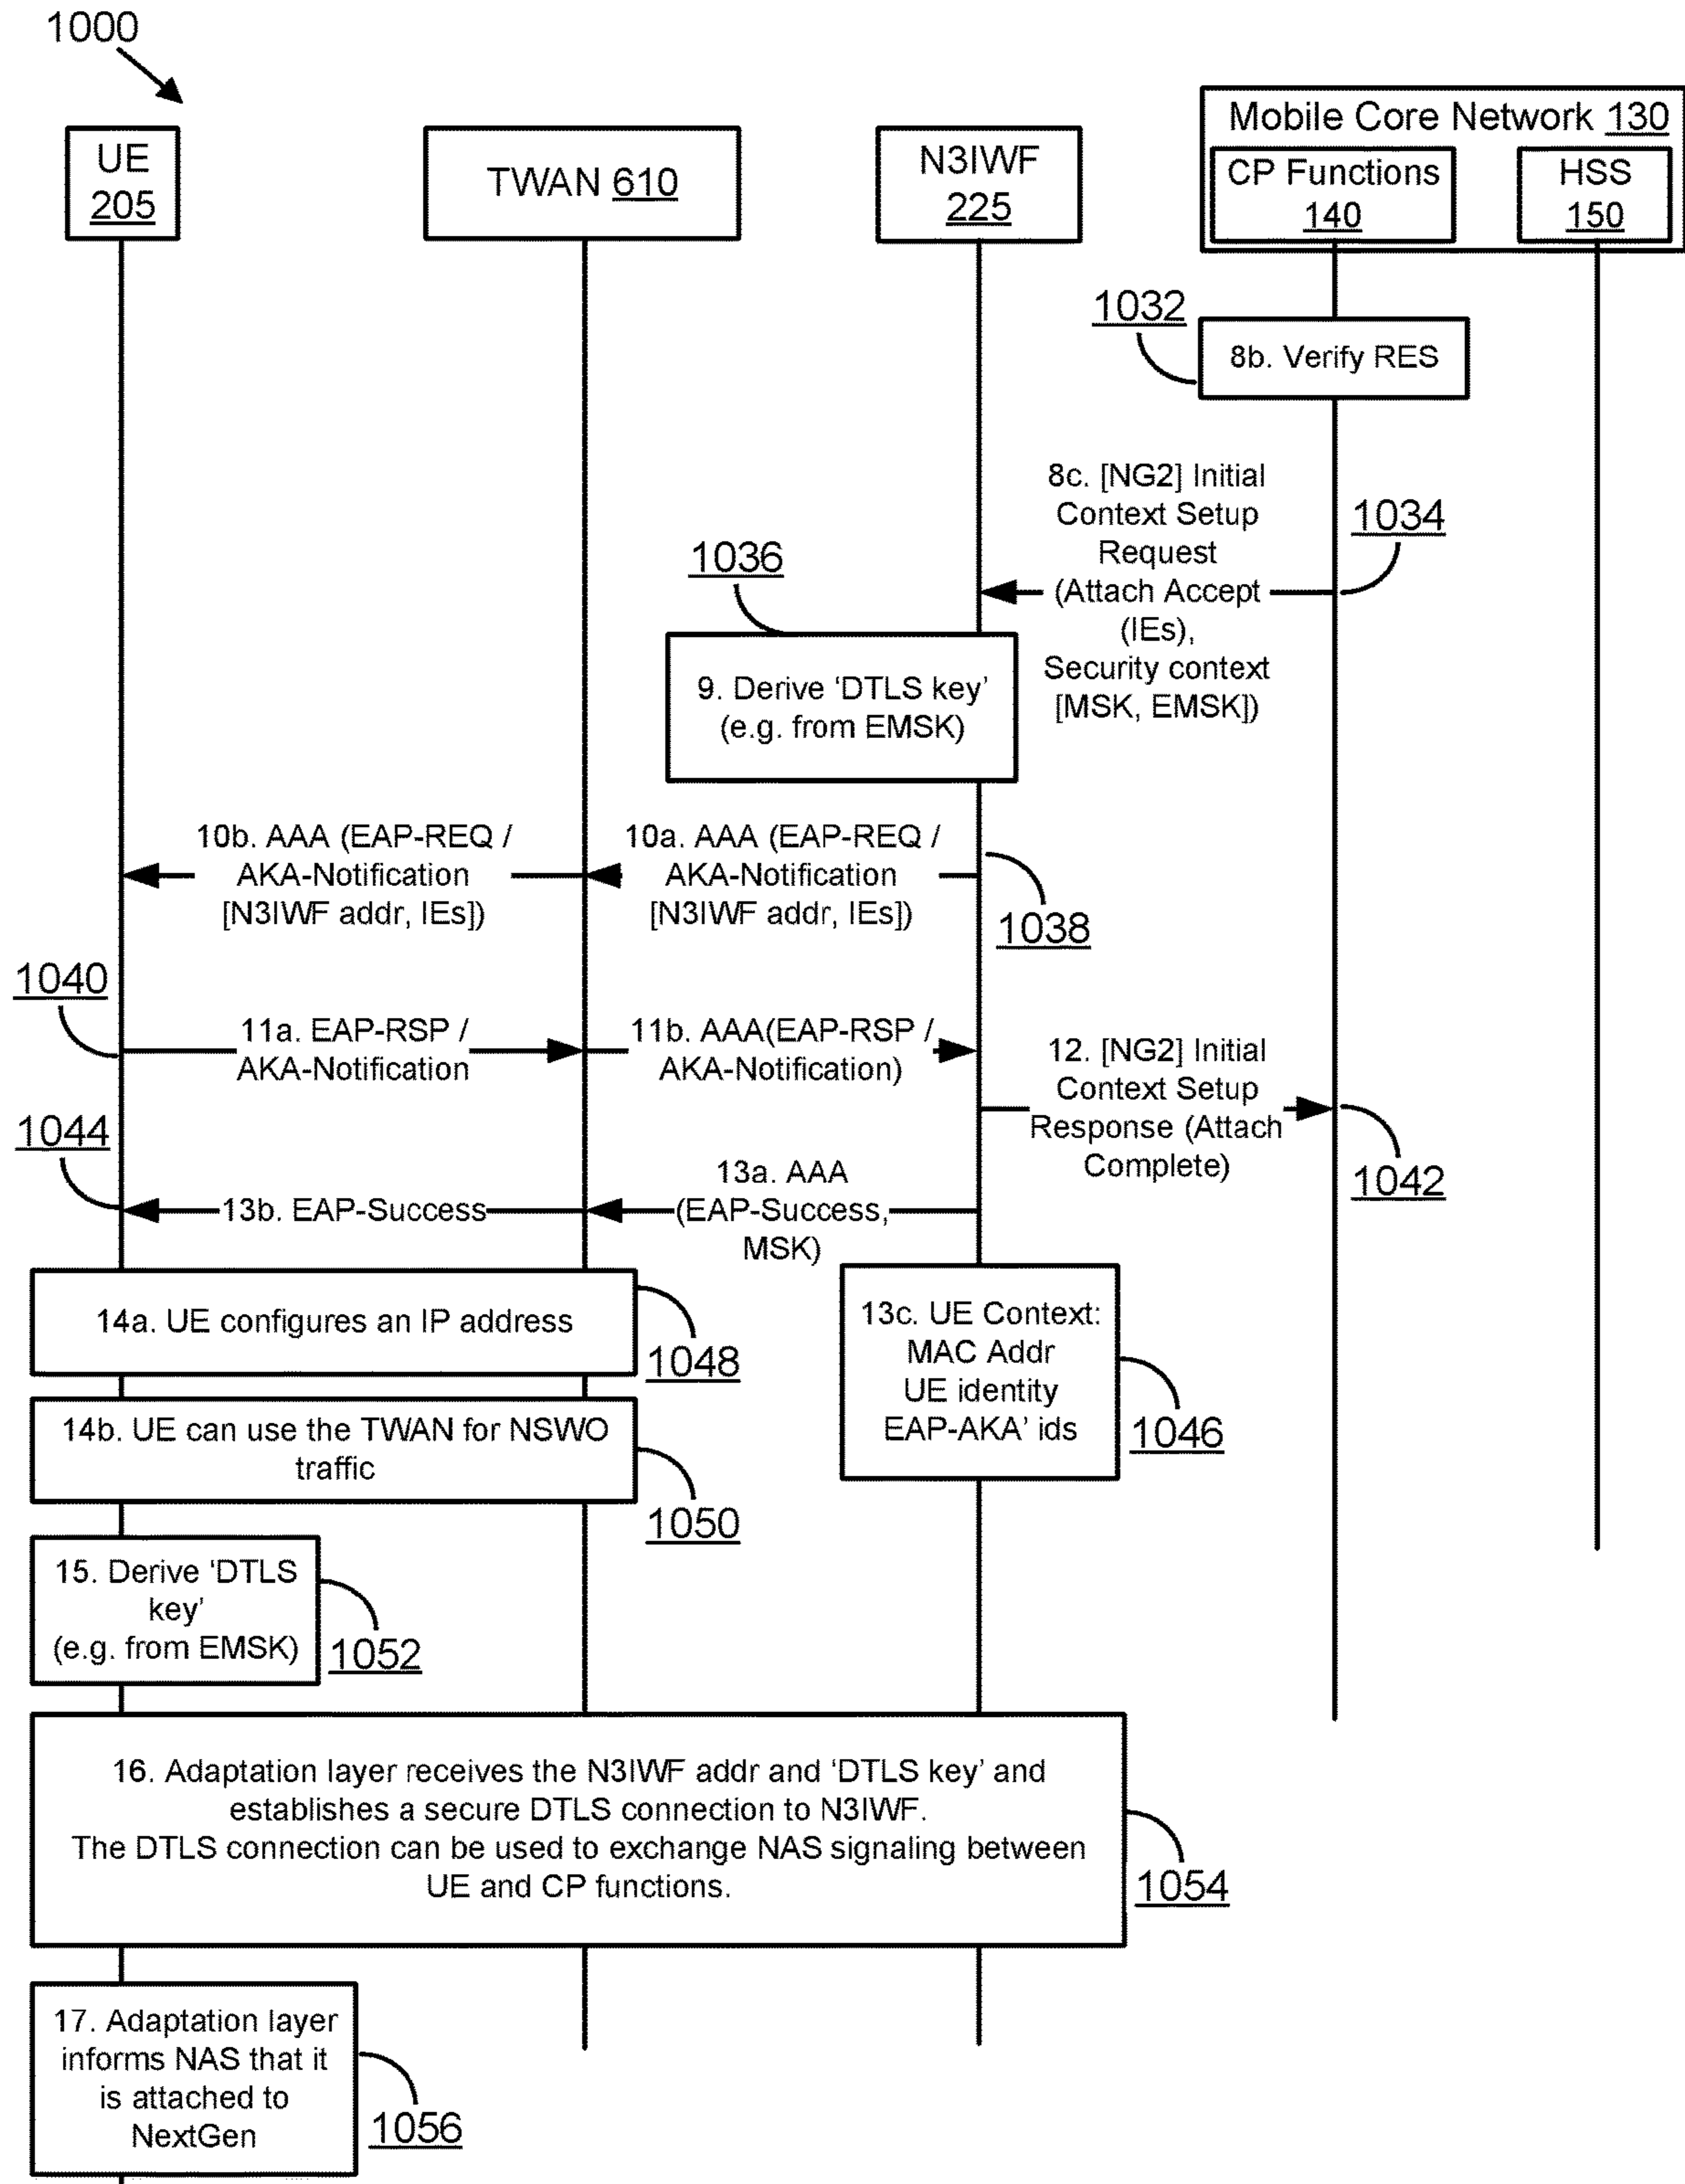 1000
Mobile Core Network 130
UE
205
TWAN 610
N3IWF
225
CP Functions
140
HSS
150
1032
8b. Verify RES
8c. [NG2] Initial
Context Setup
Request
(Attach Accept
(IEs),
Security context
[MSK, EMSK])
1034
1036
9. Derive ‘DTLS key’
(e.g. from EMSK)
10b. AAA (EAP-REQ /
AKA-Notification
[N3IWF addr, IEs])
10a. AAA (EAP-REQ /
AKA-Notification
[N3IWF addr, IEs])
1038
1040
11a. EAP-RSP /
AKA-Notification
11b. AAA(EAP-RSP /
AKA-Notification)
12. [NG2] Initial
Context Setup
Response (Attach
Complete)
1042
1044
13b. EAP-Success
13a. AAA
(EAP-Success,
MSK)
14a. UE configures an IP address
1048
13c. UE Context:
MAC Addr
UE identity
EAP-AKA’ ids
1046
14b. UE can use the TWAN for NSWO
traffic
1050
15. Derive ‘DTLS
key’
(e.g. from EMSK)
1052
16. Adaptation layer receives the N3IWF addr and ‘DTLS key’ and
establishes a secure DTLS connection to N3IWF.
The DTLS connection can be used to exchange NAS signaling between
UE and CP functions.
1054
17. Adaptation layer
informs NAS that it
is attached to
NextGen
1056